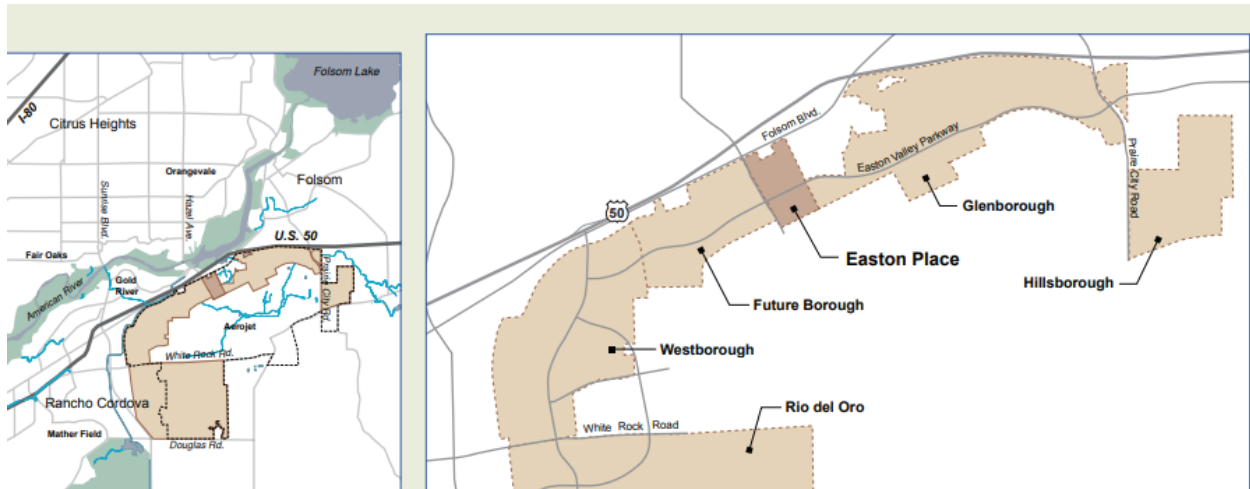 Folsom Lake
I-80
Citrus Heights
Orangevale
Folsom
Sunrise Blvd.
Hazel Ave.
U.S. 50
Fair Oaks
American River
Gold
River
Prairie City Rd.
Aerojet
White Rock Rd.
Rancho Cordova
Mather Field
Douglas Rd.
Folsom Blvd.
Easton Valley Parkway
Praire City Road
50
Glenborough
Easton Place
Hillsborough
Future Borough
Westborough
Rio del Oro
White Rock Road